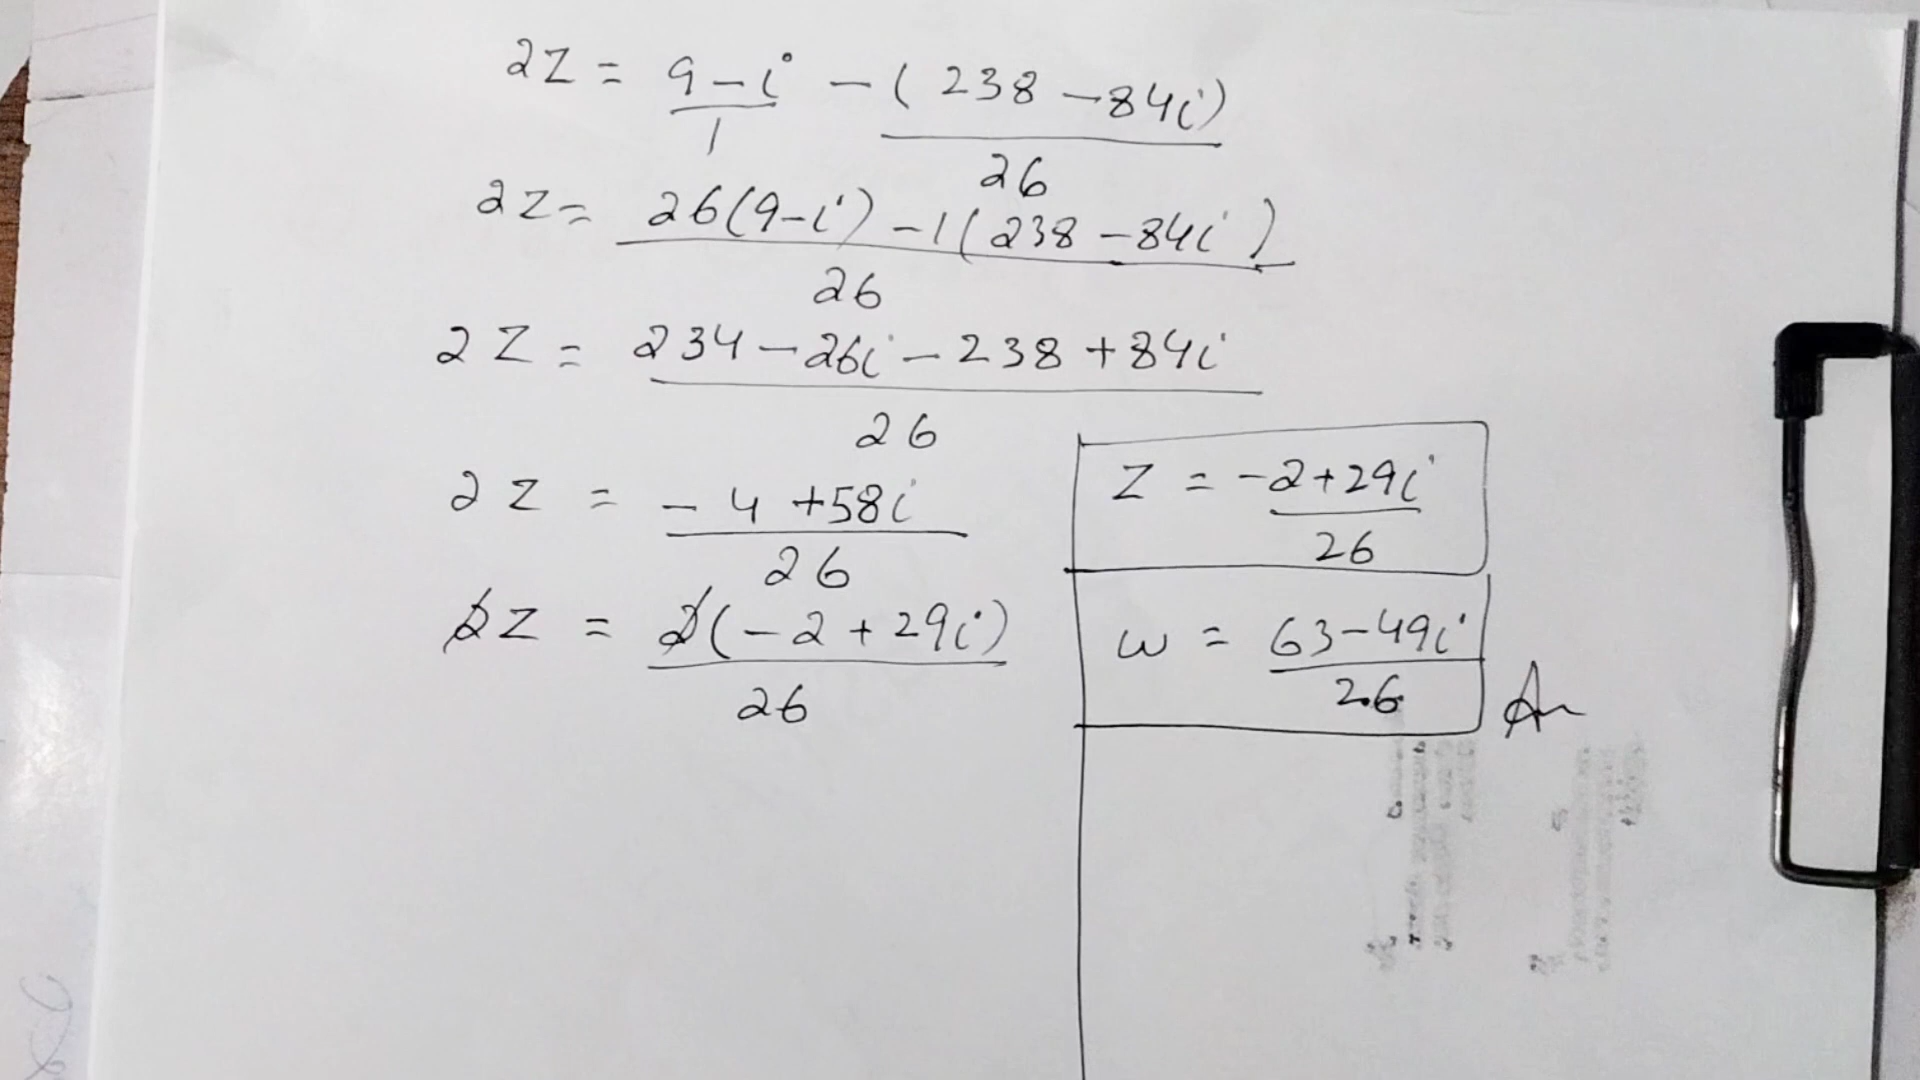 2Z = 9-i/1 - (238-84i)/26
2Z = 26(9-i) -1(238-84i)/26
2Z = 234-26i-238+84i/26
2Z = -4+58i/26
2Z = 2(-2+29i)/26
Z = -2+29i/26
w = 63-49i/26
An